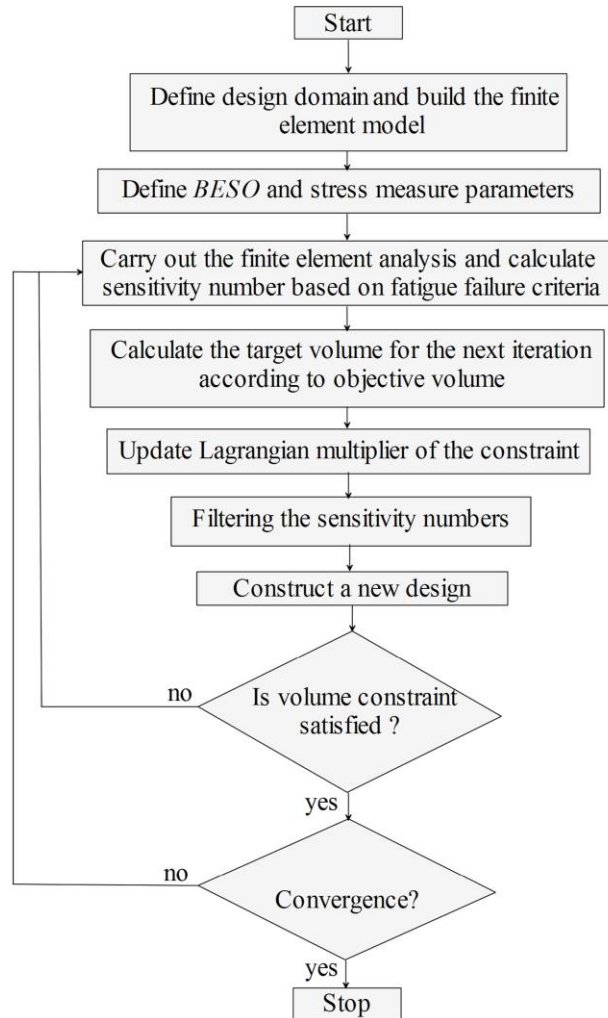 Start
Define design domain and build the finite
element model
Define BESO and stress measure parameters
Carry out the finite element analysis and calculate
sensitivity number based on fatigue failure criteria
Calculate the target volume for the next iteration
according to objective volume
Update Lagrangian multiplier of the constraint
Filtering the sensitivity numbers
Construct a new design
no
Is volume constraint
satisfied ?
yes
no
Convergence?
yes
Stop